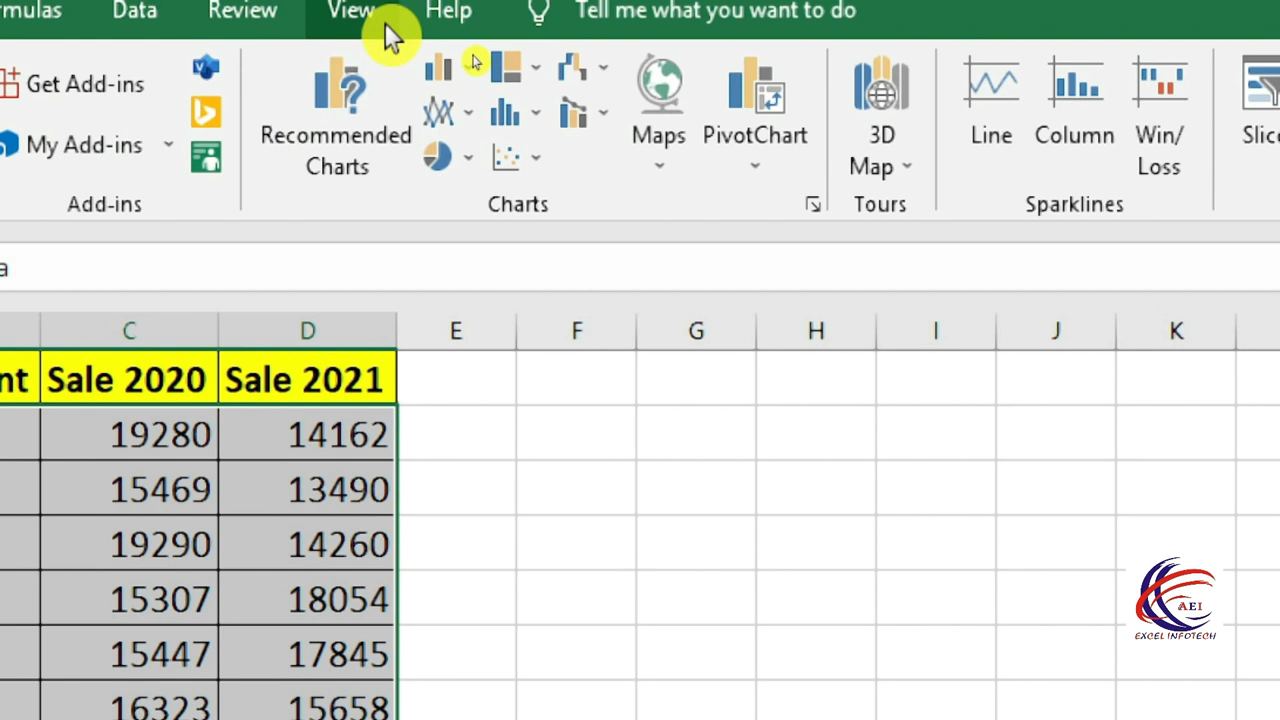 rmulas Data Review View Help Tell me what you want to do
Get Add-ins
My Add-ins
Recommended
Charts
Maps
PivotChart
3D
Map
Line
Column
Win/
Loss
Slic
Add-ins
Charts
Tours
Sparklines
a
C D E F G H I J K
nt Sale 2020 Sale 2021
19280 14162
15469 13490
19290 14260
15307 18054
15447 17845
16323 15658
AEI
EXCEL INFOTECH